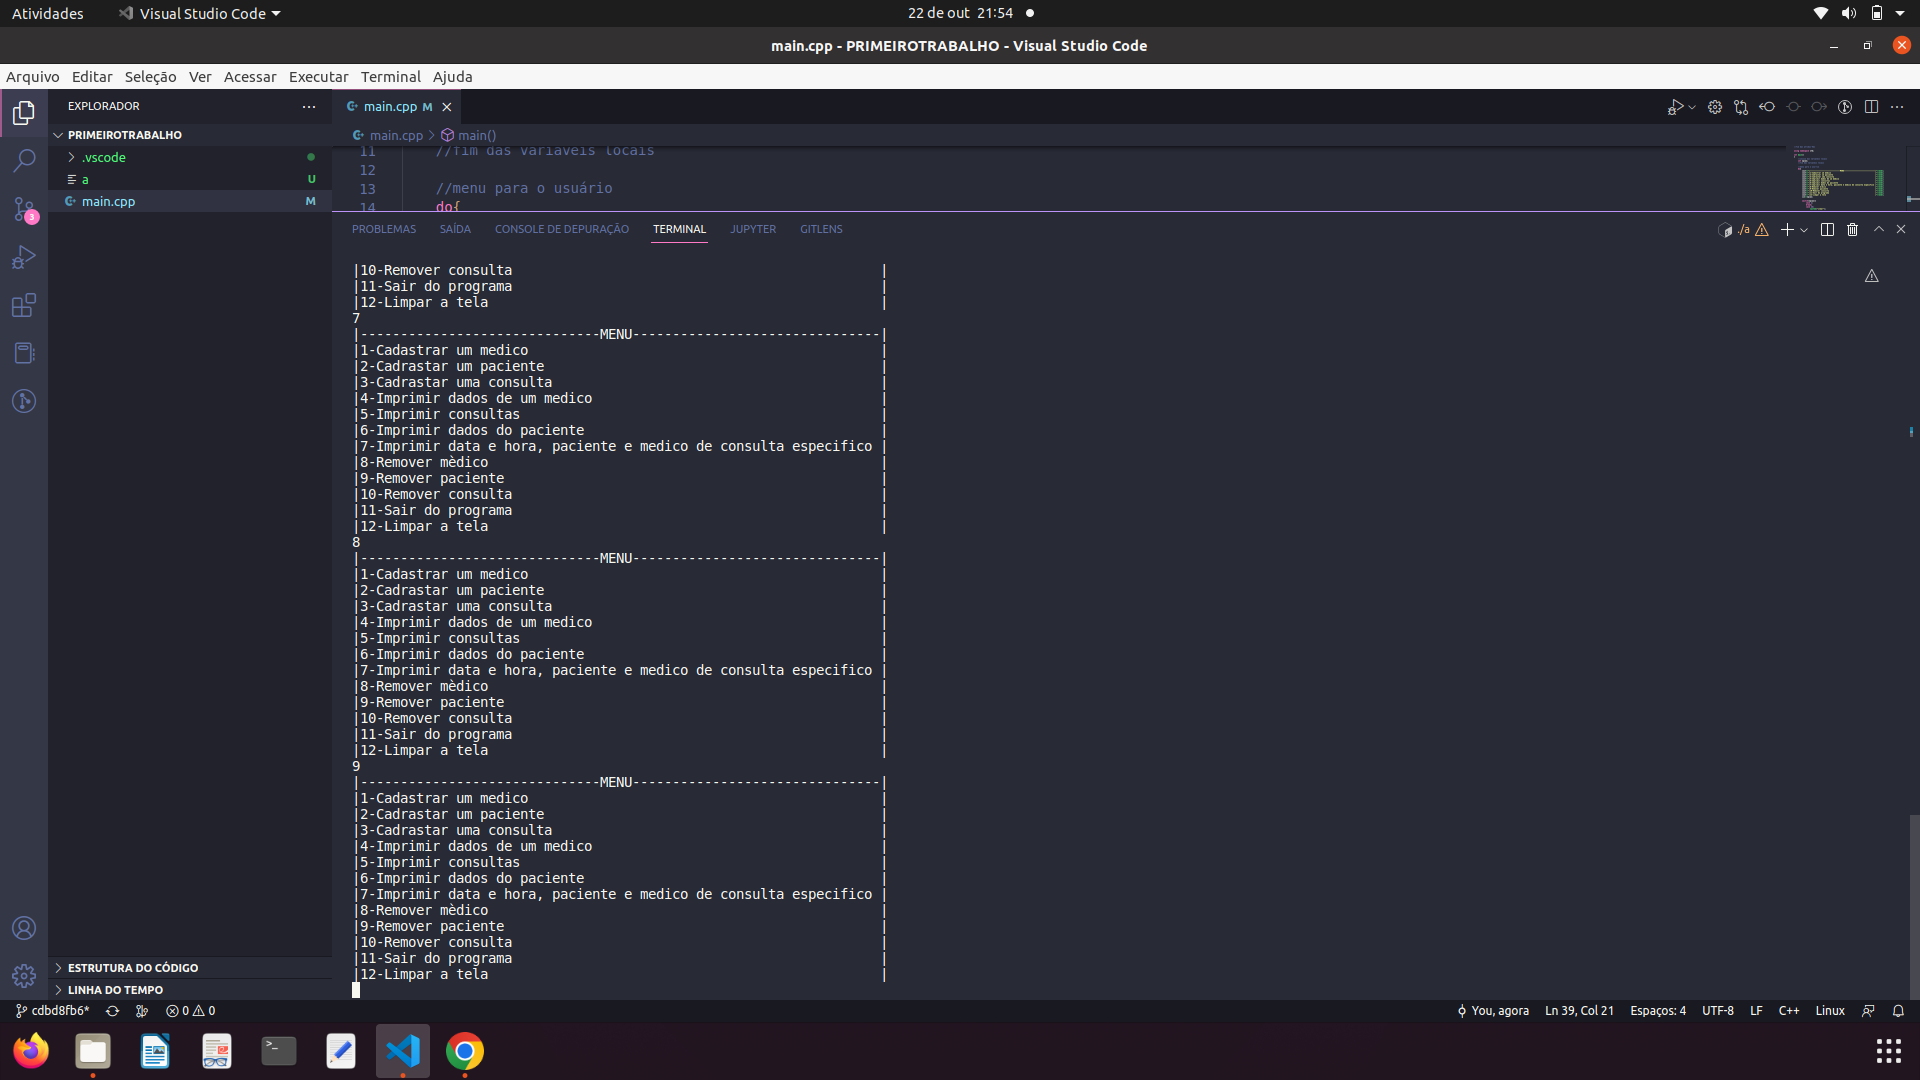 Atividades
Visual Studio Code
22 de out 21:54
main.cpp - PRIMEIROTRABALHO - Visual Studio Code
Arquivo Editar Seleção Ver Acessar Executar Terminal Ajuda
EXPLORADOR
PRIMEIROTRABALHO
.vscode
a U
main.cpp M
3
main.cpp M
main.cpp > main()
11 //fim das variaveis locais
12
13 //menu para o usuário
14 do{
PROBLEMAS SAÍDA CONSOLE DE DEPURAÇÃO TERMINAL JUPYTER GITLENS
./a
|10-Remover consulta |
|11-Sair do programa |
|12-Limpar a tela |
7
|------------------------------MENU-------------------------------|
|1-Cadastrar um medico |
|2-Cadrastar um paciente |
|3-Cadrastar uma consulta |
|4-Imprimir dados de um medico |
|5-Imprimir consultas |
|6-Imprimir dados do paciente |
|7-Imprimir data e hora, paciente e medico de consulta especifico |
|8-Remover mèdico |
|9-Remover paciente |
|10-Remover consulta |
|11-Sair do programa |
|12-Limpar a tela |
8
|------------------------------MENU-------------------------------|
|1-Cadastrar um medico |
|2-Cadrastar um paciente |
|3-Cadrastar uma consulta |
|4-Imprimir dados de um medico |
|5-Imprimir consultas |
|6-Imprimir dados do paciente |
|7-Imprimir data e hora, paciente e medico de consulta especifico |
|8-Remover mèdico |
|9-Remover paciente |
|10-Remover consulta |
|11-Sair do programa |
|12-Limpar a tela |
9
|------------------------------MENU-------------------------------|
|1-Cadastrar um medico |
|2-Cadrastar um paciente |
|3-Cadrastar uma consulta |
|4-Imprimir dados de um medico |
|5-Imprimir consultas |
|6-Imprimir dados do paciente |
|7-Imprimir data e hora, paciente e medico de consulta especifico |
|8-Remover mèdico |
|9-Remover paciente |
|10-Remover consulta |
|11-Sair do programa |
|12-Limpar a tela |
ESTRUTURA DO CÓDIGO
LINHA DO TEMPO
cdbd8fb6* 0 0 You, agora Ln 39, Col 21 Espaços: 4 UTF-8 LF C++ Linux